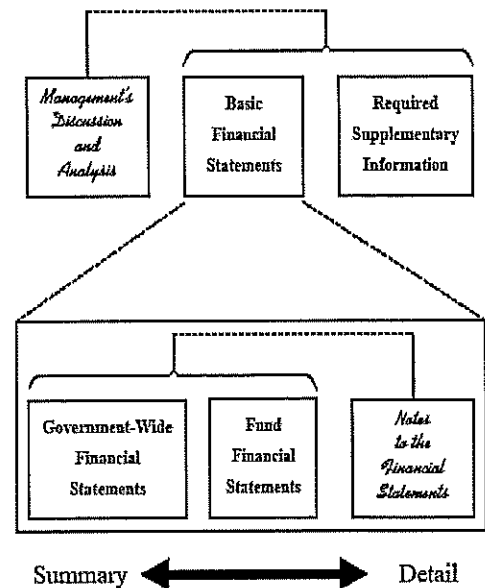 Management's
Discussion
and
Analysis
Basic
Financial
Statements
Required
Supplementary
Information
Government-Wide
Financial
Statements
Fund
Financial
Statements
Notes
to the
Financial
Statements
Summary
Detail